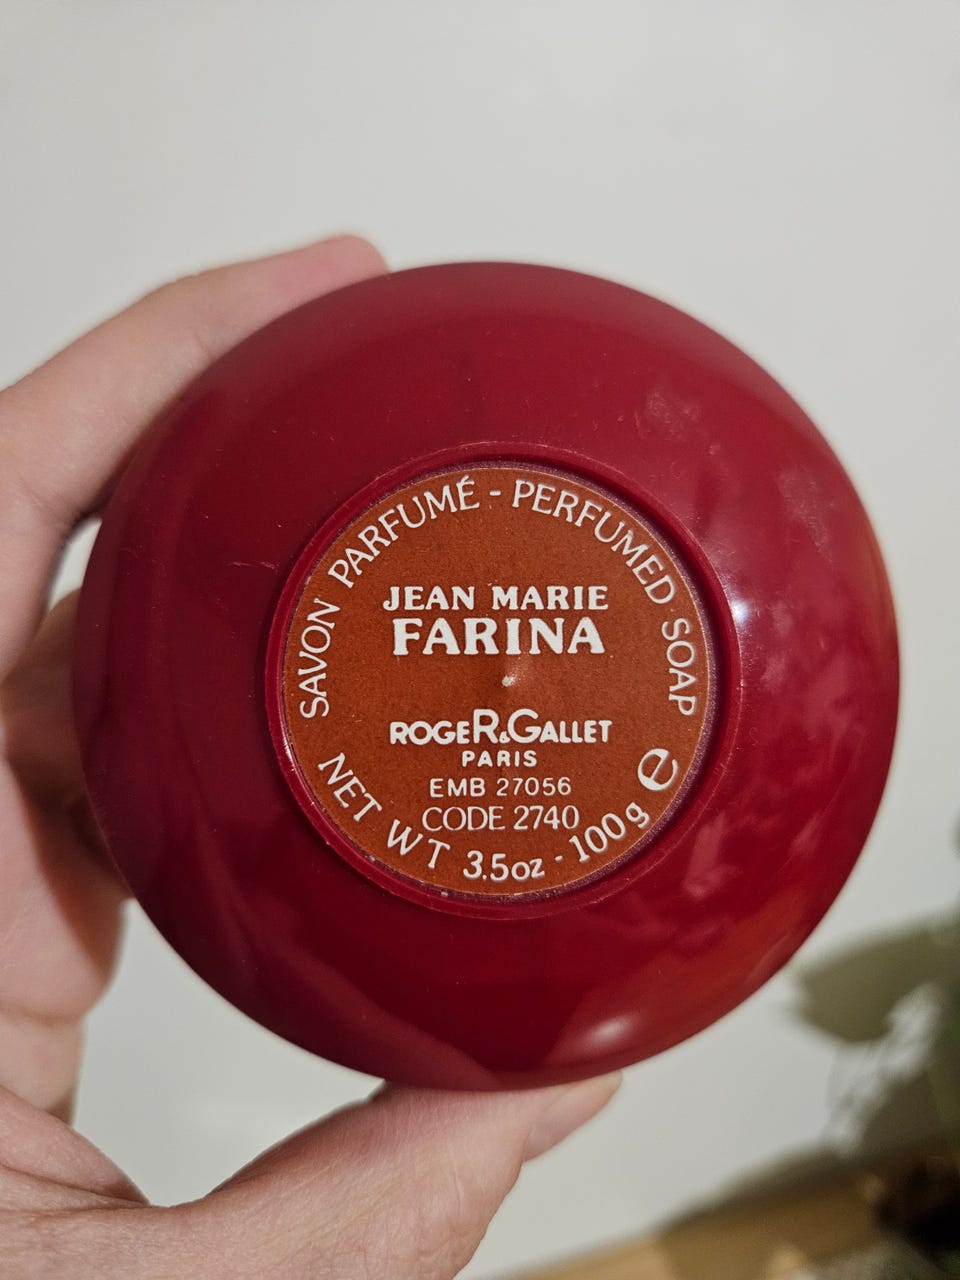 SAVON PARFUMÉ - PERFUMED SOAP
JEAN MARIE
FARINA
ROGER & GALLET
PARIS
EMB 27056
CODE 2740
NET WT 3.5oz - 100g e